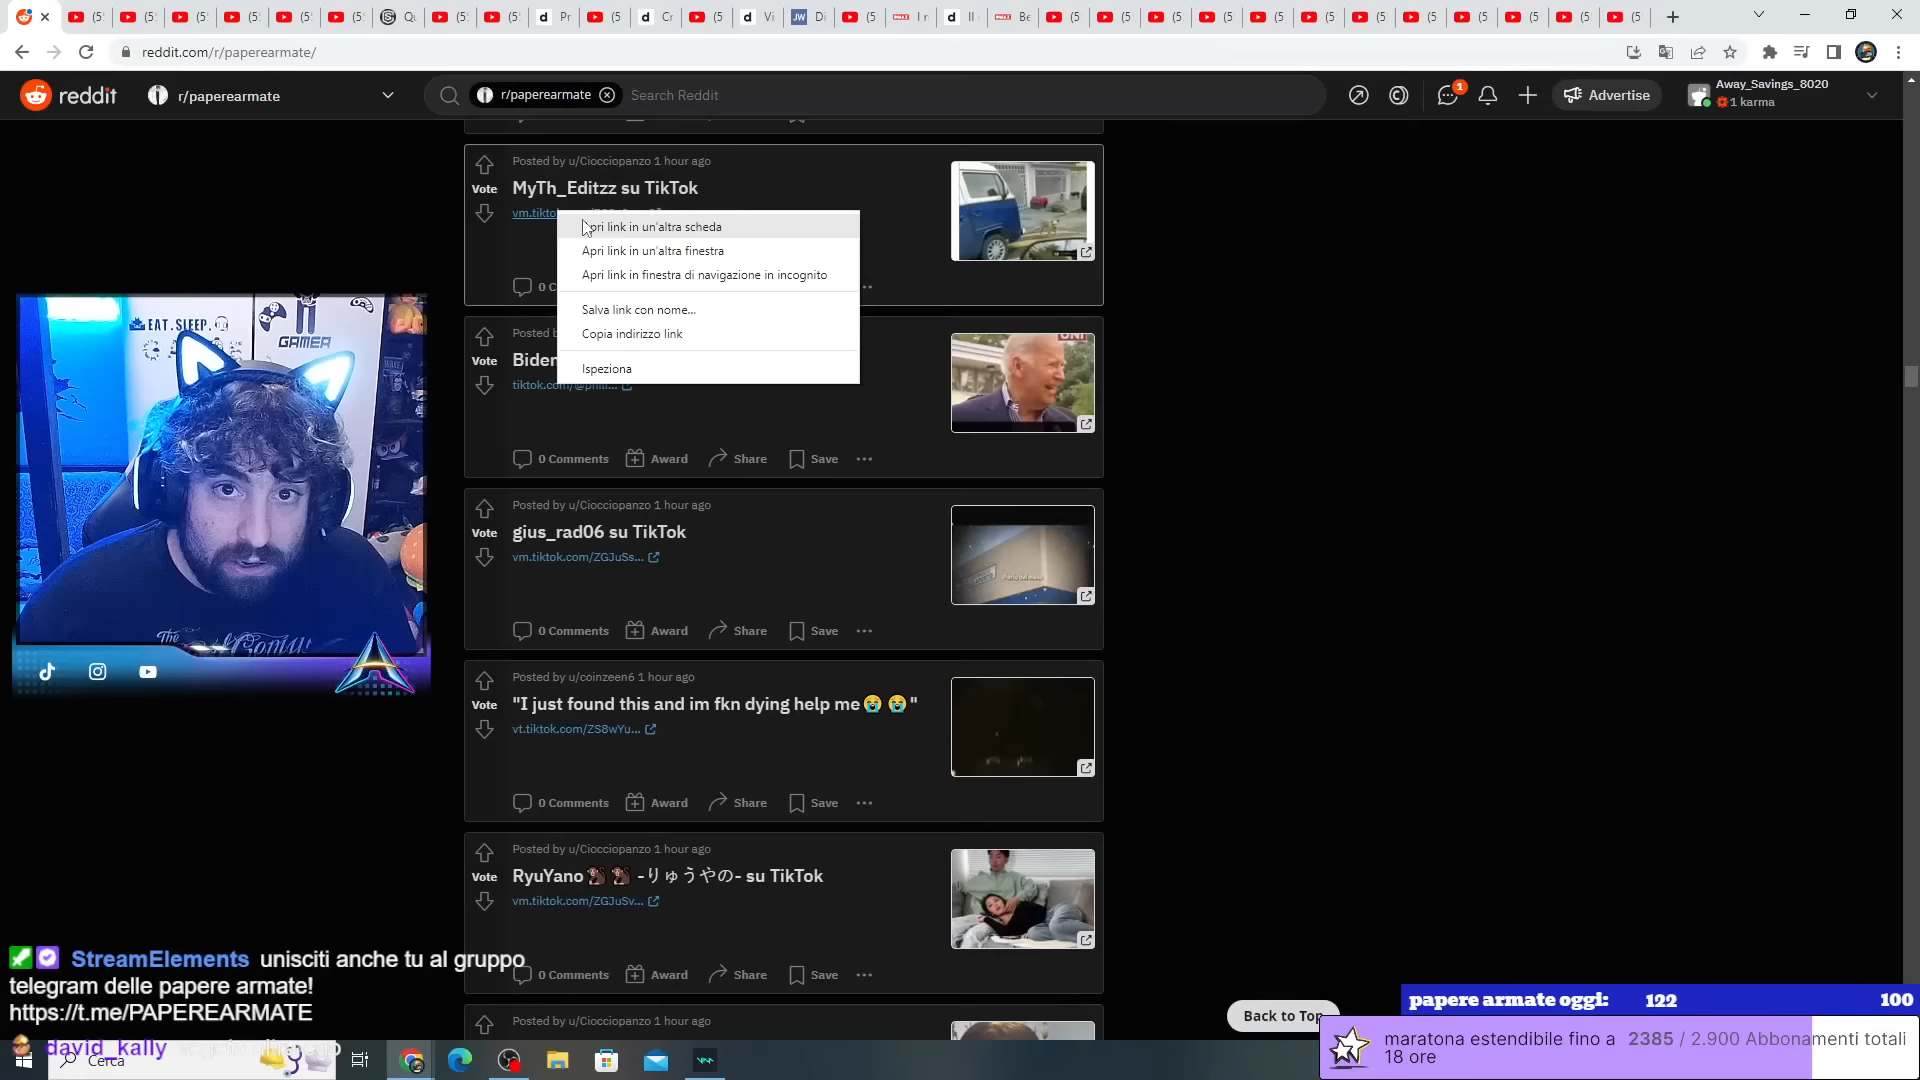 reddit.com/r/paperearmate/
reddit
r/paperearmate
r/paperearmate
Search Reddit
1
Advertise
Away_Savings_8020
1 karma
Posted by u/Ciocciopanzo 1 hour ago
Vote
MyTh_Editzz su TikTok
Apri link in un'altra scheda
Apri link in un'altra finestra
Apri link in finestra di navigazione in incognito
Salva link con nome...
Copia indirizzo link
Ispeziona
Vote
Biden
0 Comments Award Share Save
Posted by u/Ciocciopanzo 1 hour ago
Vote
gius_rad06 su TikTok
vm.tiktok.com/ZGJuSs...
0 Comments Award Share Save
Posted by u/coinzeen6 1 hour ago
Vote
"I just found this and im fkn dying help me😭 😭 "
vt.tiktok.com/ZS8wYu...
0 Comments Award Share Save
Posted by u/Ciocciopanzo 1 hour ago
Vote
RyuYano -りゅうやの- su TikTok
vm.tiktok.com/ZGJuSv...
0 Comments Award Share Save
Posted by u/Ciocciopanzo 1 hour ago
Back to Top
EAT.SLEEP.
GAMER
The
StreamElements unisciti anche tu al gruppo
telegram delle papere armate!
https://t.me/PAPEREARMATE
david_kally
Cerca
papere armate oggi: 122 100
maratona estendibile fino a
18 ore
2385 / 2.900 Abbonamenti totali